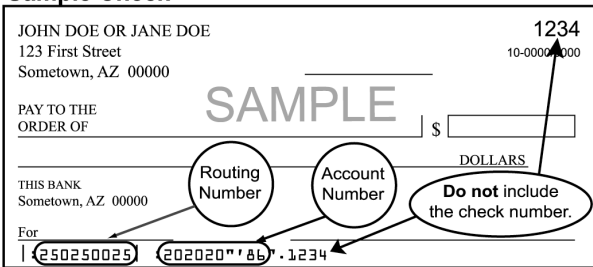 JOHN DOE OR JANE DOE
1234
123 First Street
10-0000/0000
Sometown, AZ 00000
SAMPLE
PAY TO THE
ORDER OF
$
DOLLARS
THIS BANK
Sometown, AZ 00000
Routing
Number
Account
Number
Do not include
the check number.
For
|:250250025| :202020"'86".1234